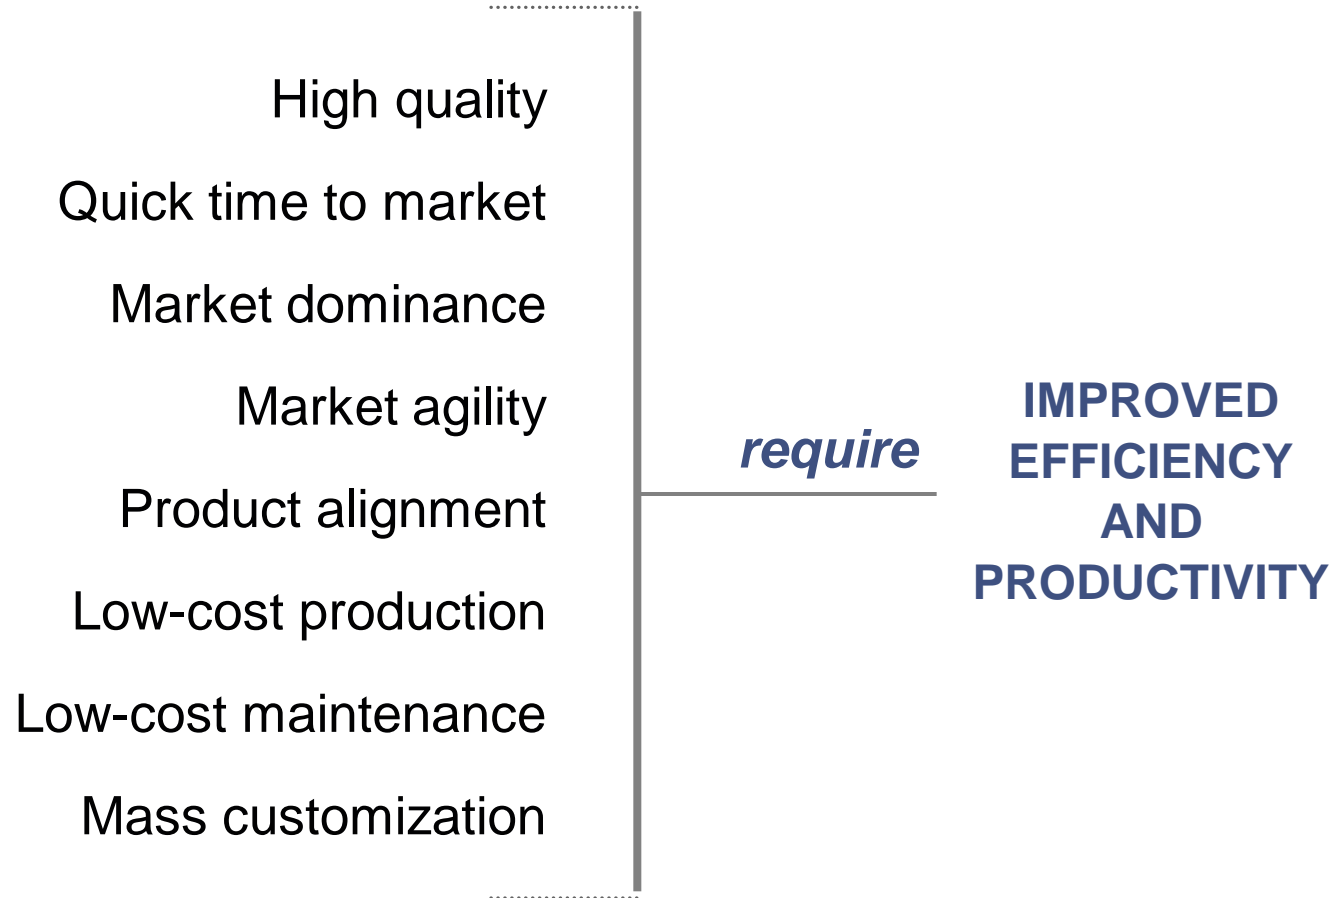 High quality
Quick time to market
Market dominance
Market agility
Product alignment
Low-cost production
Low-cost maintenance
Mass customization
require
IMPROVED
EFFICIENCY
AND
PRODUCTIVITY